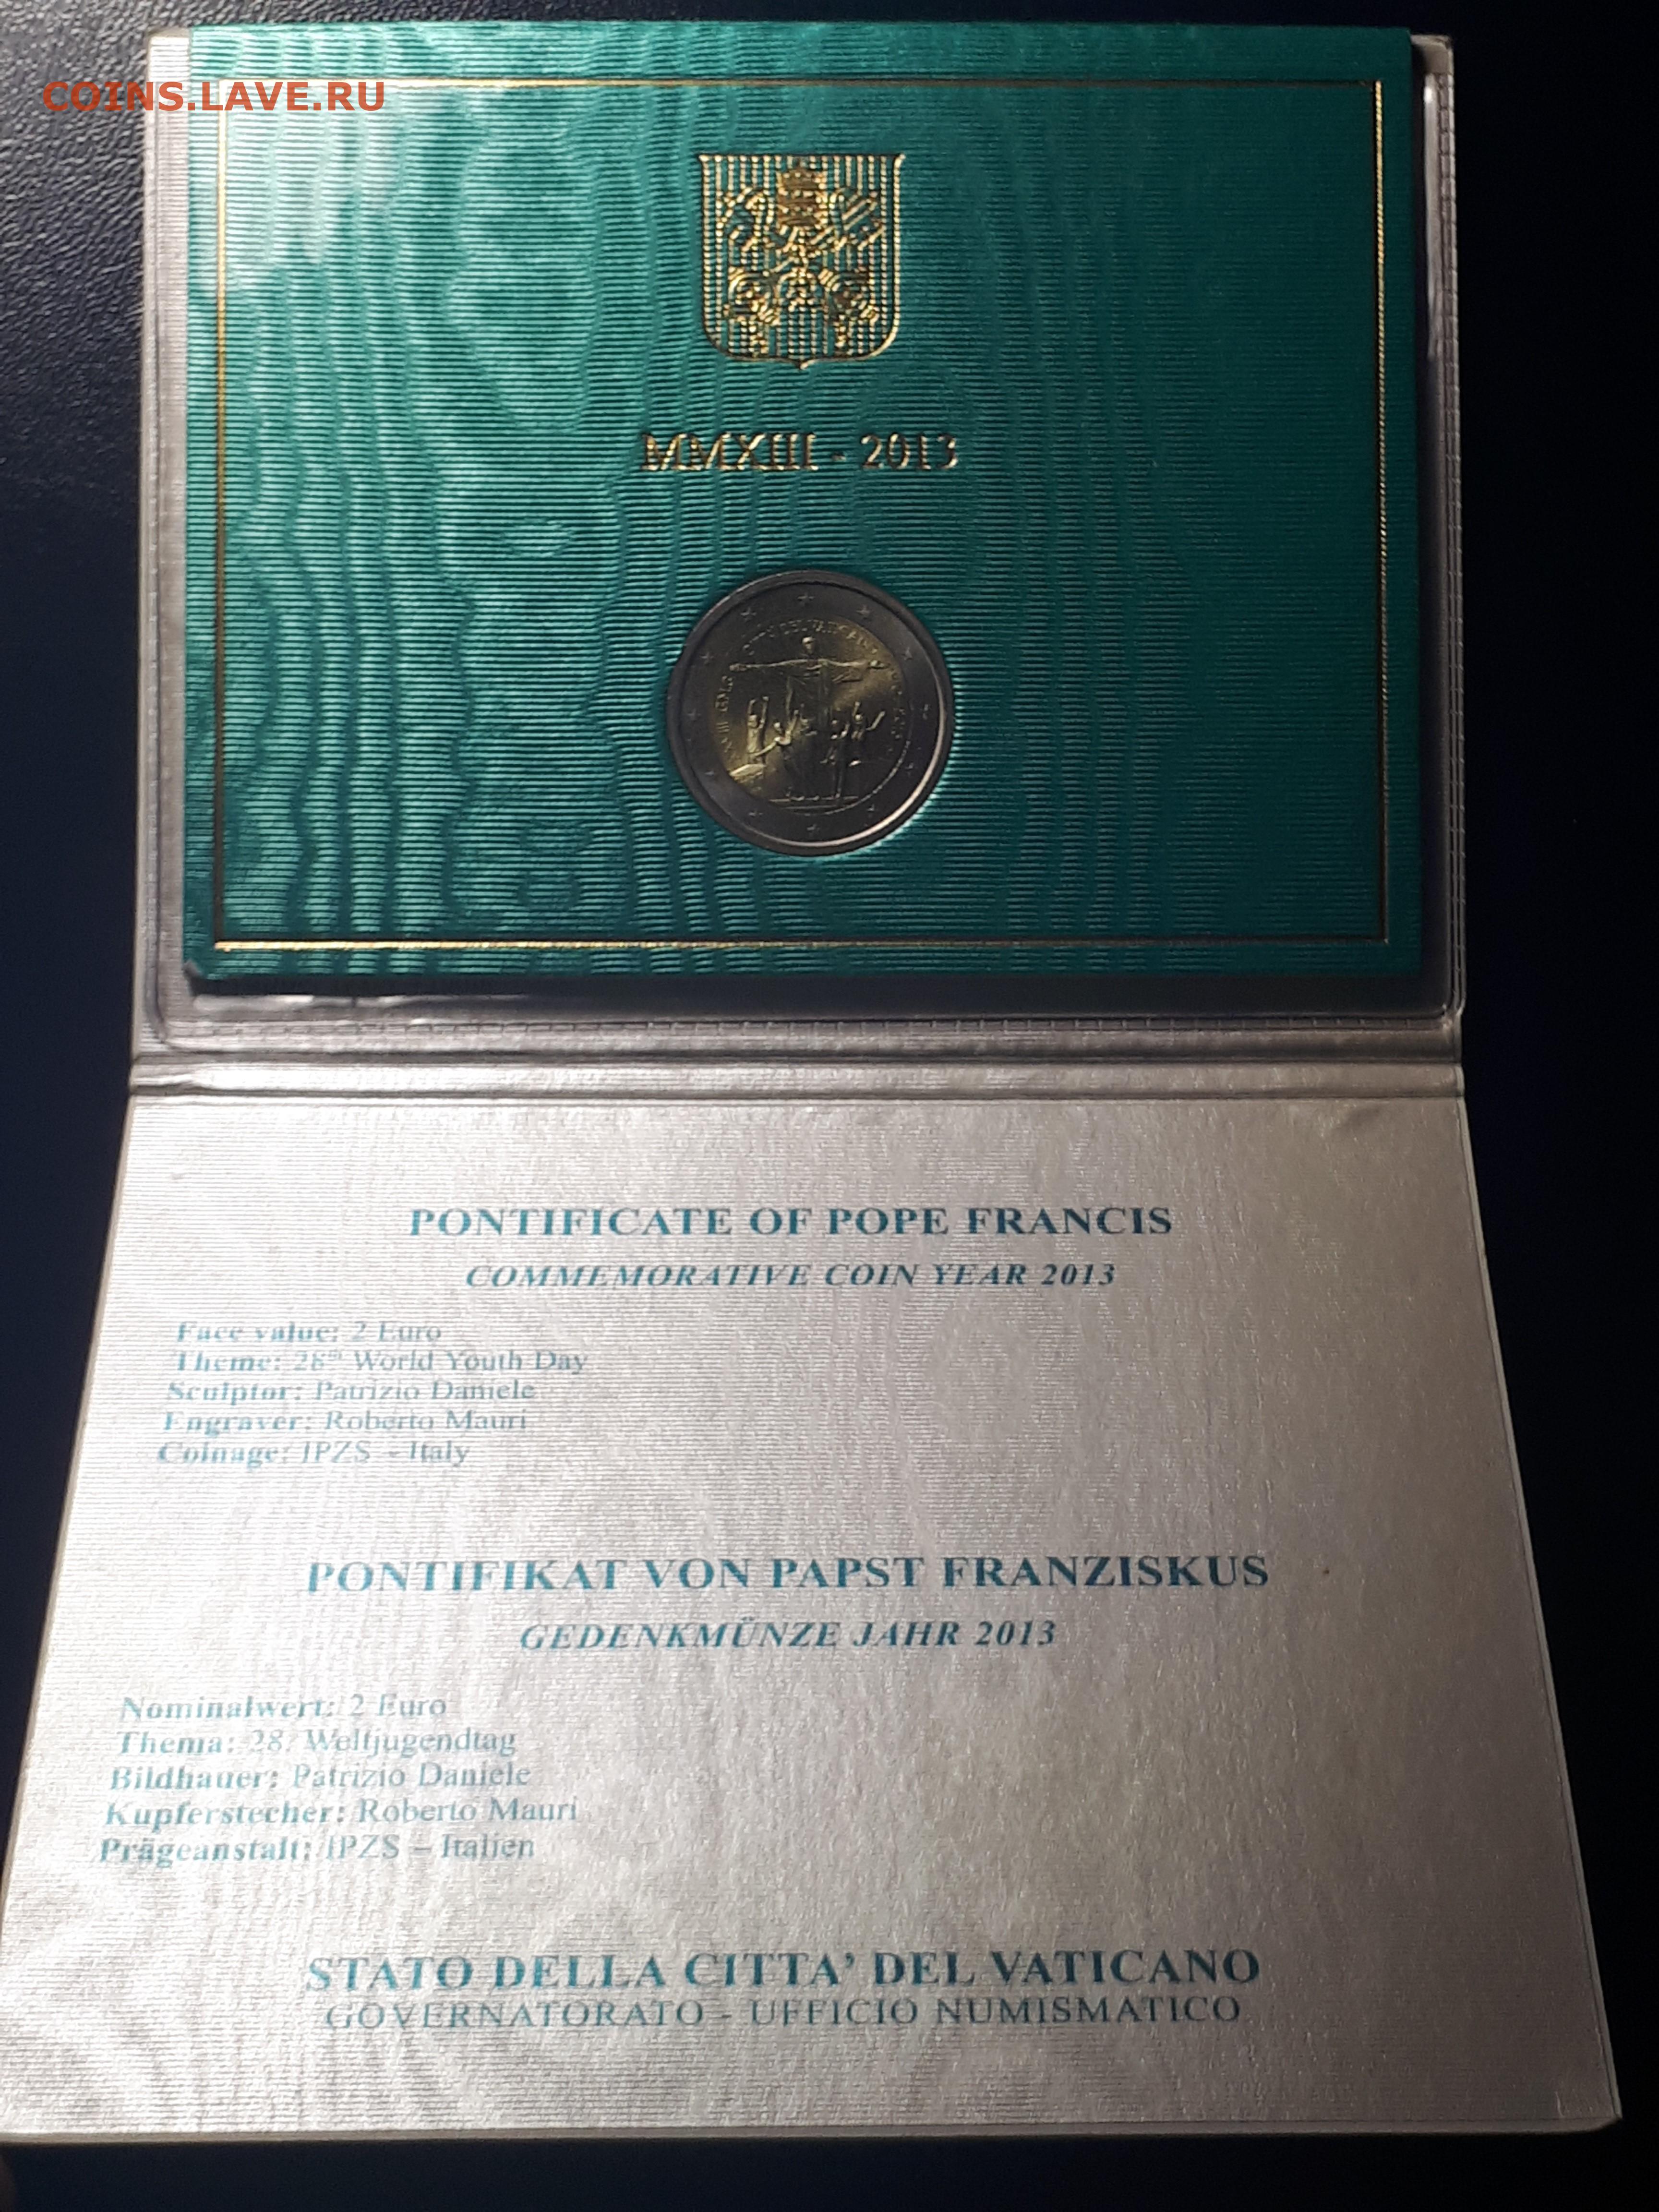 COINS.LAVE.RU
MMXIII - 2013
PONTIFICATE OF POPE FRANCIS
COMMEMORATIVE COIN YEAR 2013
Face value: 2 Euro
Theme: 28th World Youth Day
Sculptor: Patrizio Daniele
Engraver: Roberto Mauri
Coinage: IPZS - Italy
PONTIFIKAT VON PAPST FRANZISKUS
GEDENKMÜNZE JAHR 2013
Nominalwert: 2 Euro
Thema: 28. Weltjugendtag
Bildhauer: Patrizio Daniele
Kupferstecher: Roberto Mauri
Prägeanstalt: IPZS – Italien
STATO DELLA CITTA' DEL VATICANO
GOVERNATORATO - UFFICIO NUMISMATICO